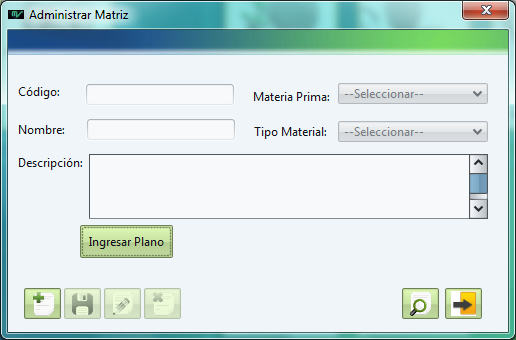 Administrar Matriz
Código:
Materia Prima: --Seleccionar--
Nombre:
Tipo Material: --Seleccionar--
Descripción:
Ingresar Plano